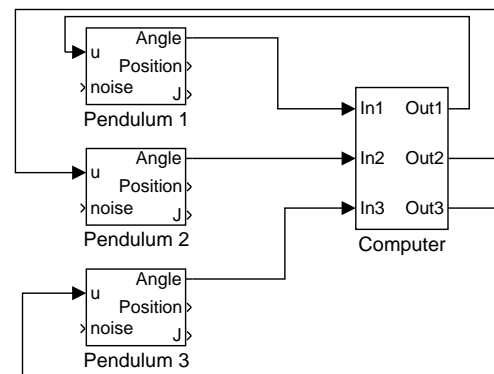 Angle
u
Position
noise
J
Pendulum 1
Angle
u
Position
noise
J
Pendulum 2
Angle
u
Position
noise
J
Pendulum 3
In1 Out1
In2 Out2
In3 Out3
Computer